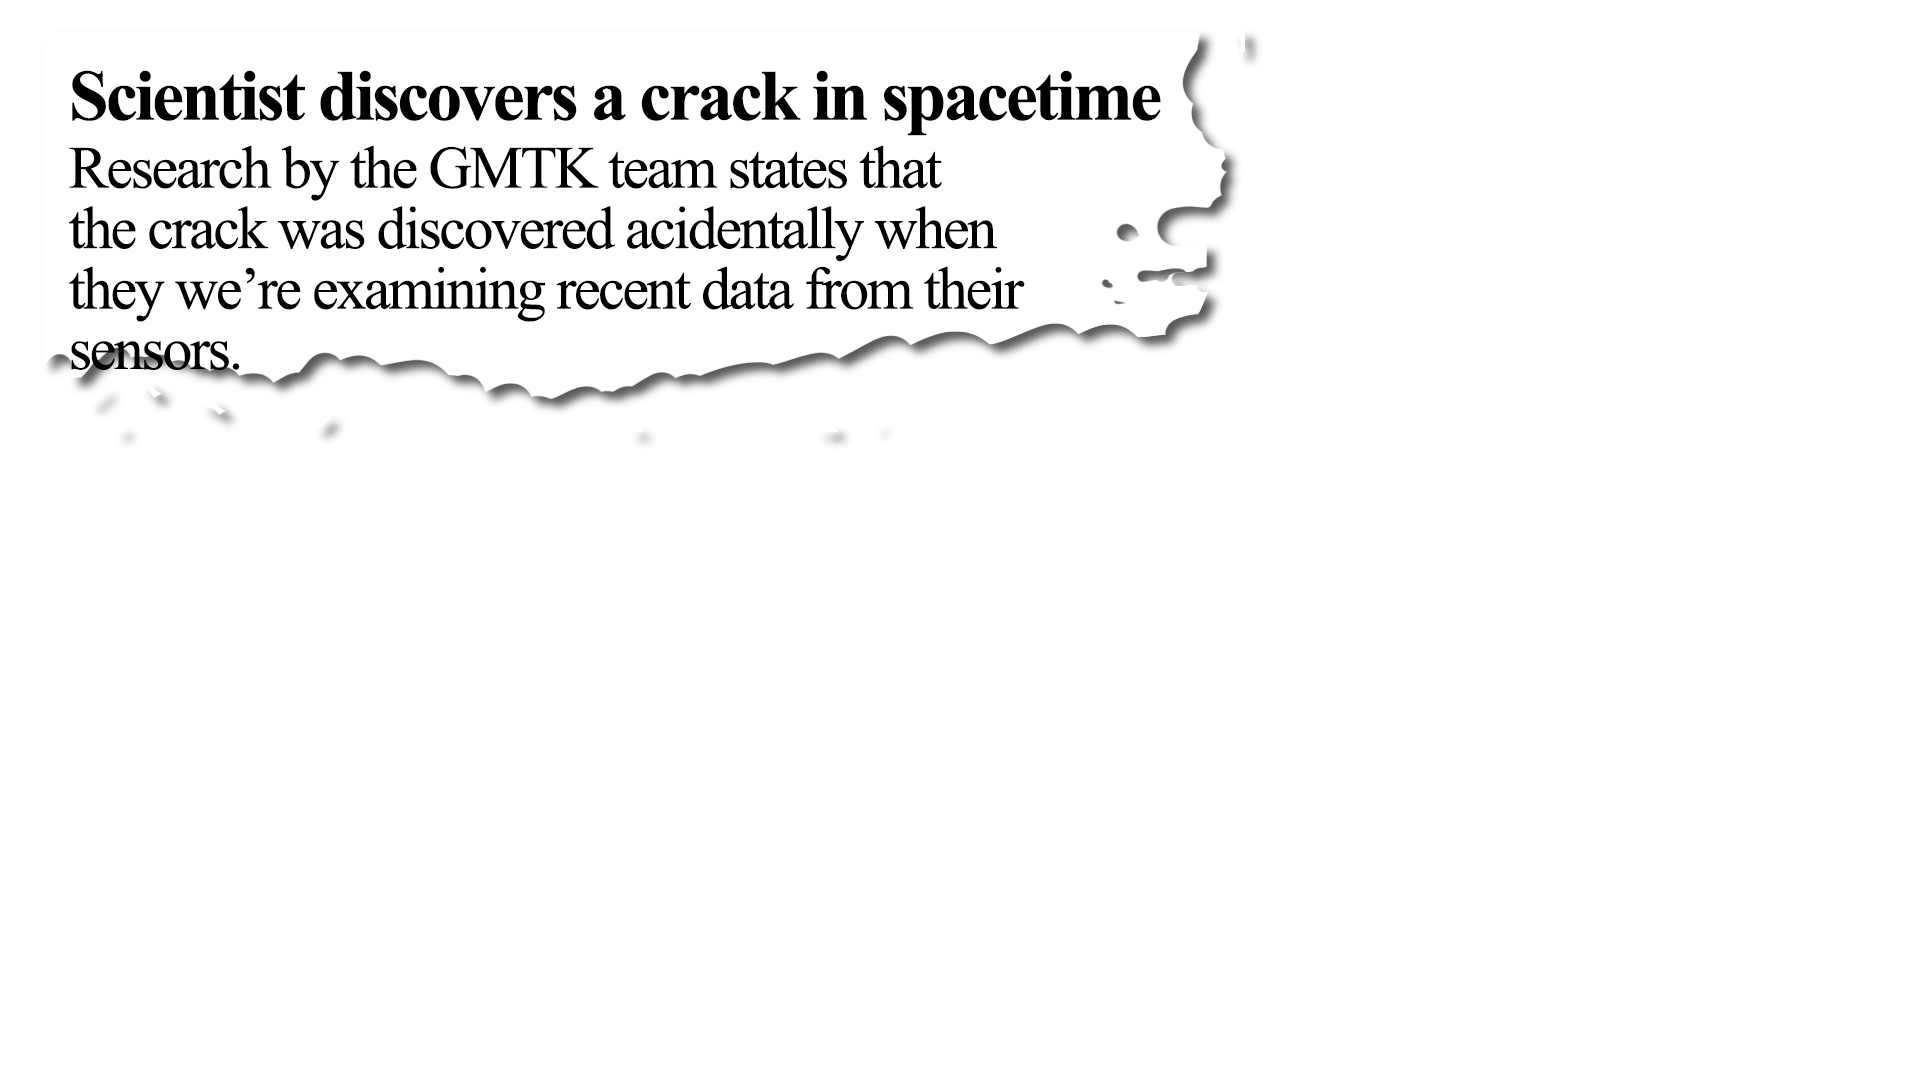 Scientist discovers a crack in spacetime
Research by the GMTK team states that
the crack was discovered acidentally when
they we’re examining recent data from their
sensors.